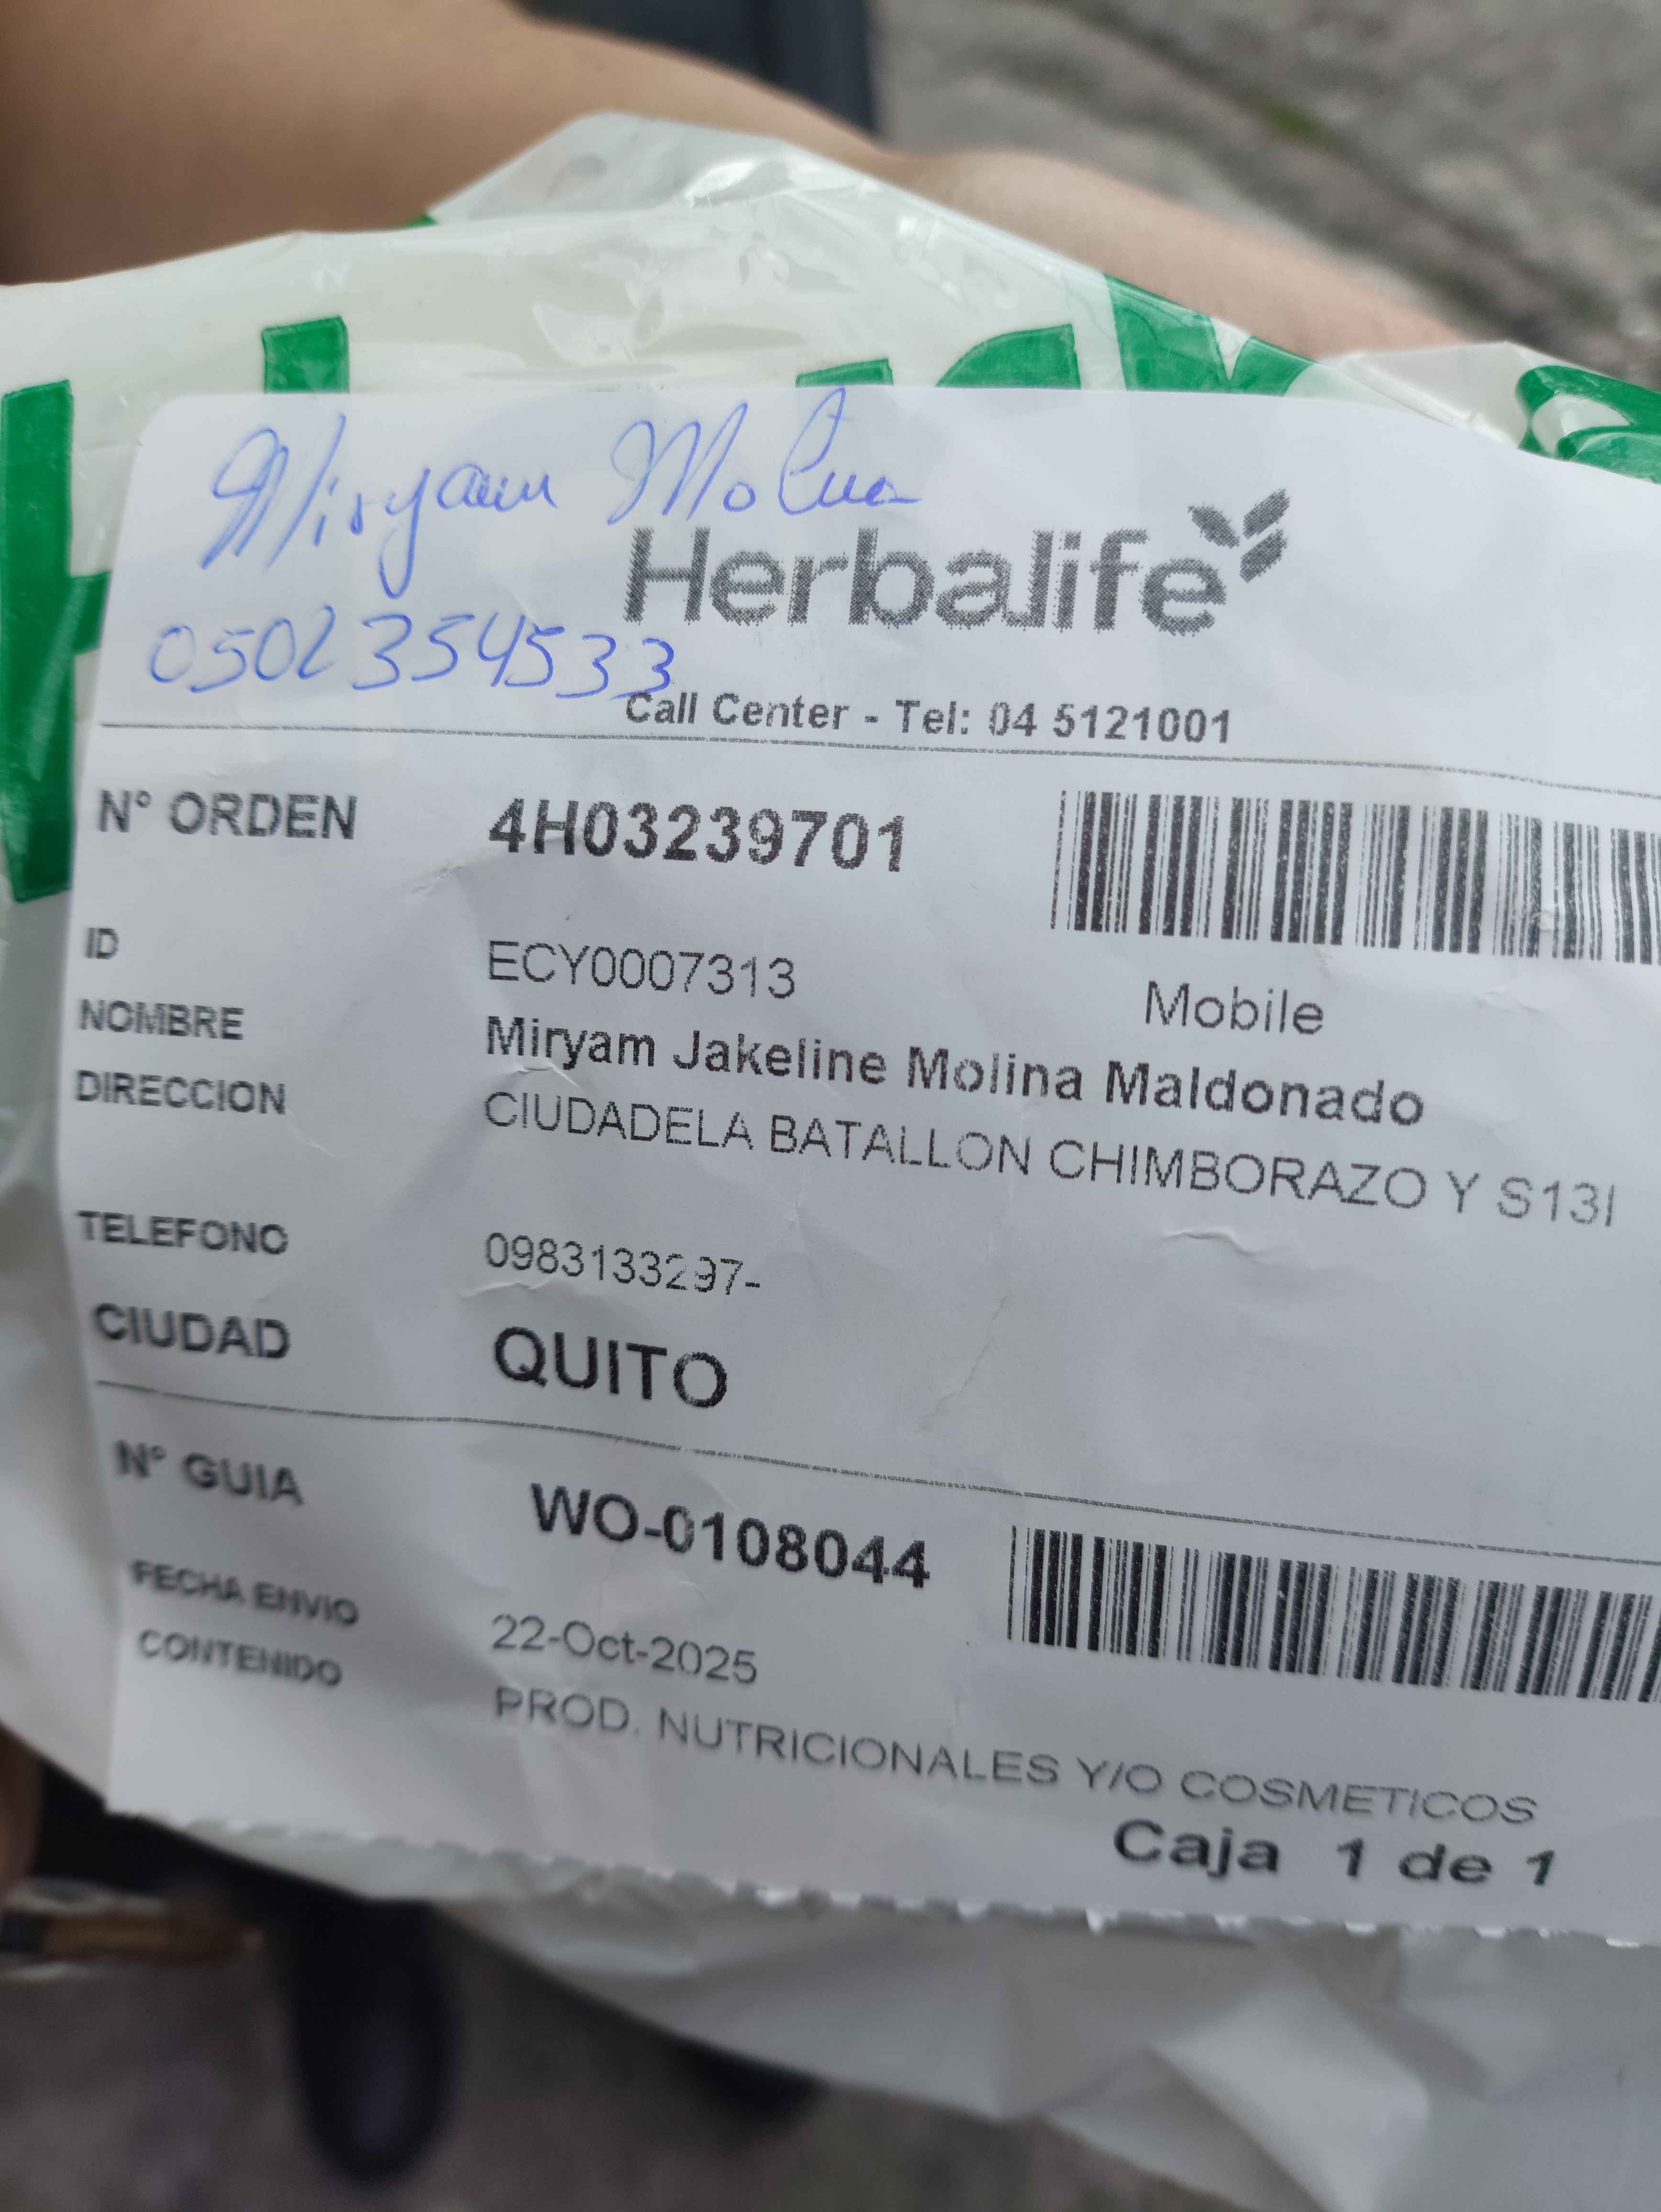 Miryam Molina
0502354533
Herbalife
Call Center - Tel: 04 5121001
N° ORDEN 4H03239701
ID ECY0007313 Mobile
NOMBRE Miryam Jakeline Molina Maldonado
DIRECCION CIUDADELA BATALLON CHIMBORAZO Y S13I
TELEFONO 0983133297-
CIUDAD QUITO
N° GUIA WO-0108044
FECHA ENVIO 22-Oct-2025
CONTENIDO PROD. NUTRICIONALES Y/O COSMETICOS
Caja 1 de 1